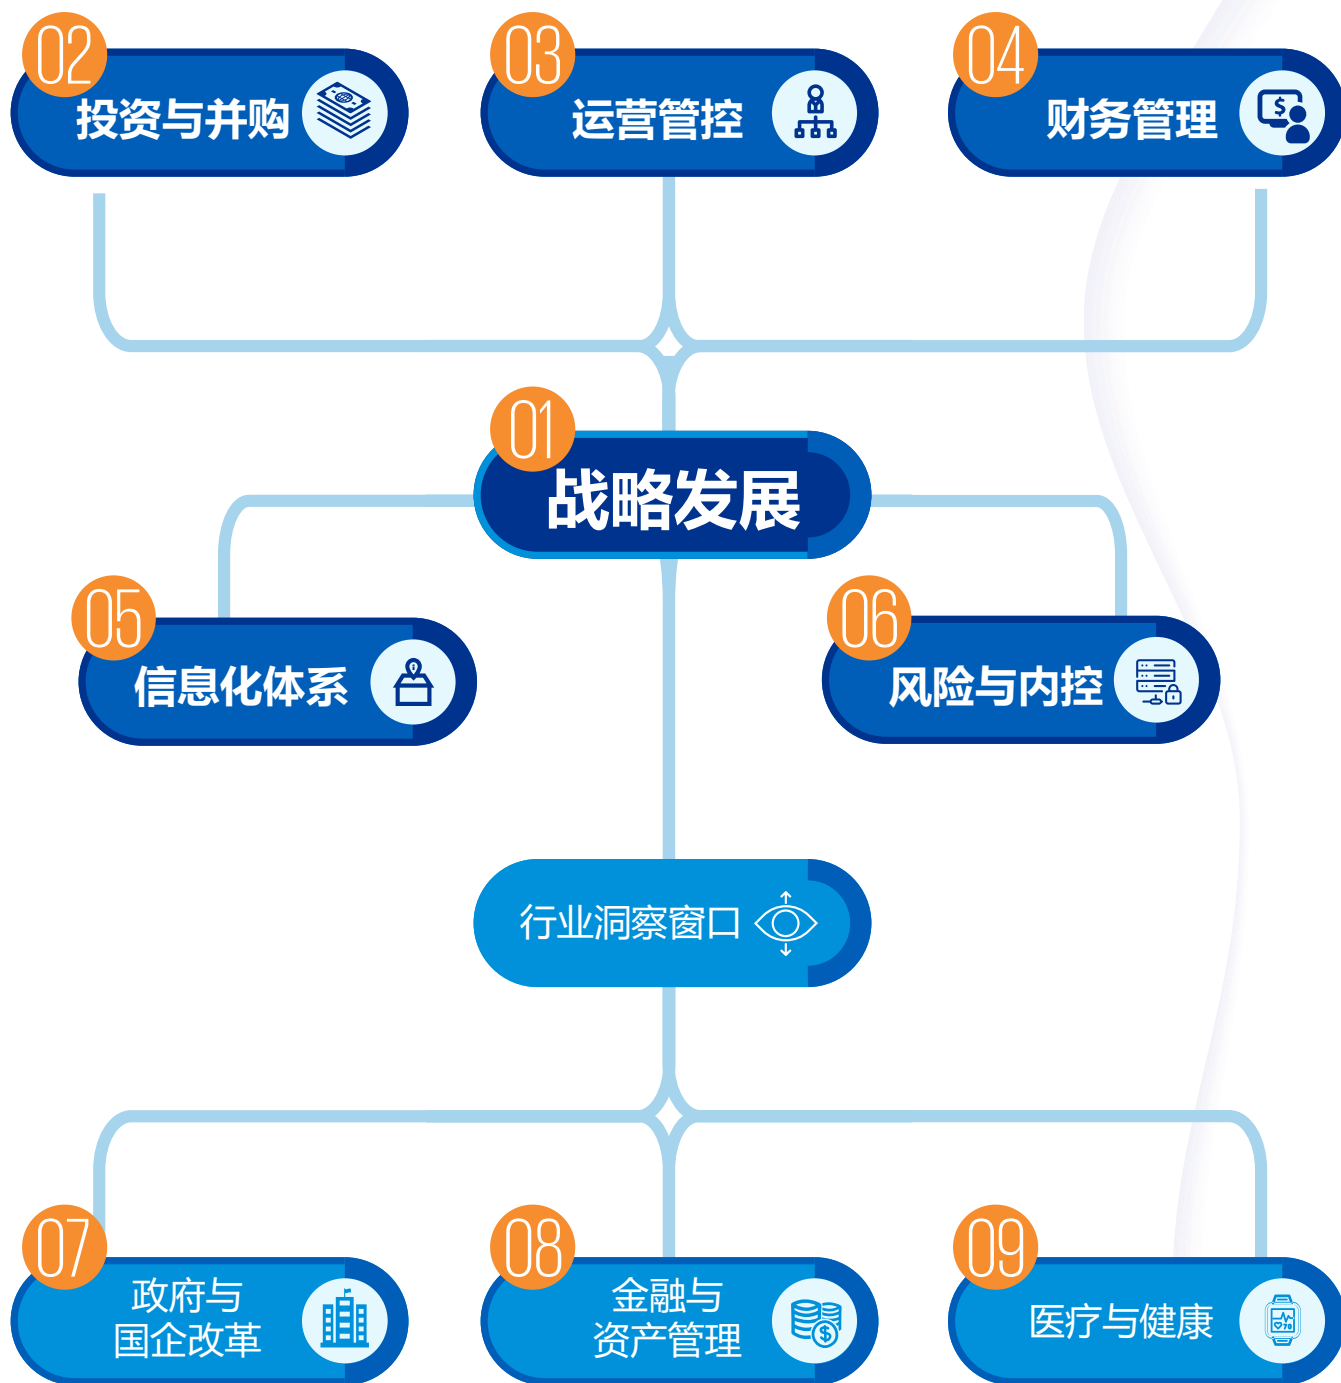 02
投资与并购
03
运营管控
04
财务管理
01
战略发展
05
信息化体系
06
风险与内控
行业洞察窗口
07
政府与
国企改革
08
金融与
资产管理
09
医疗与健康